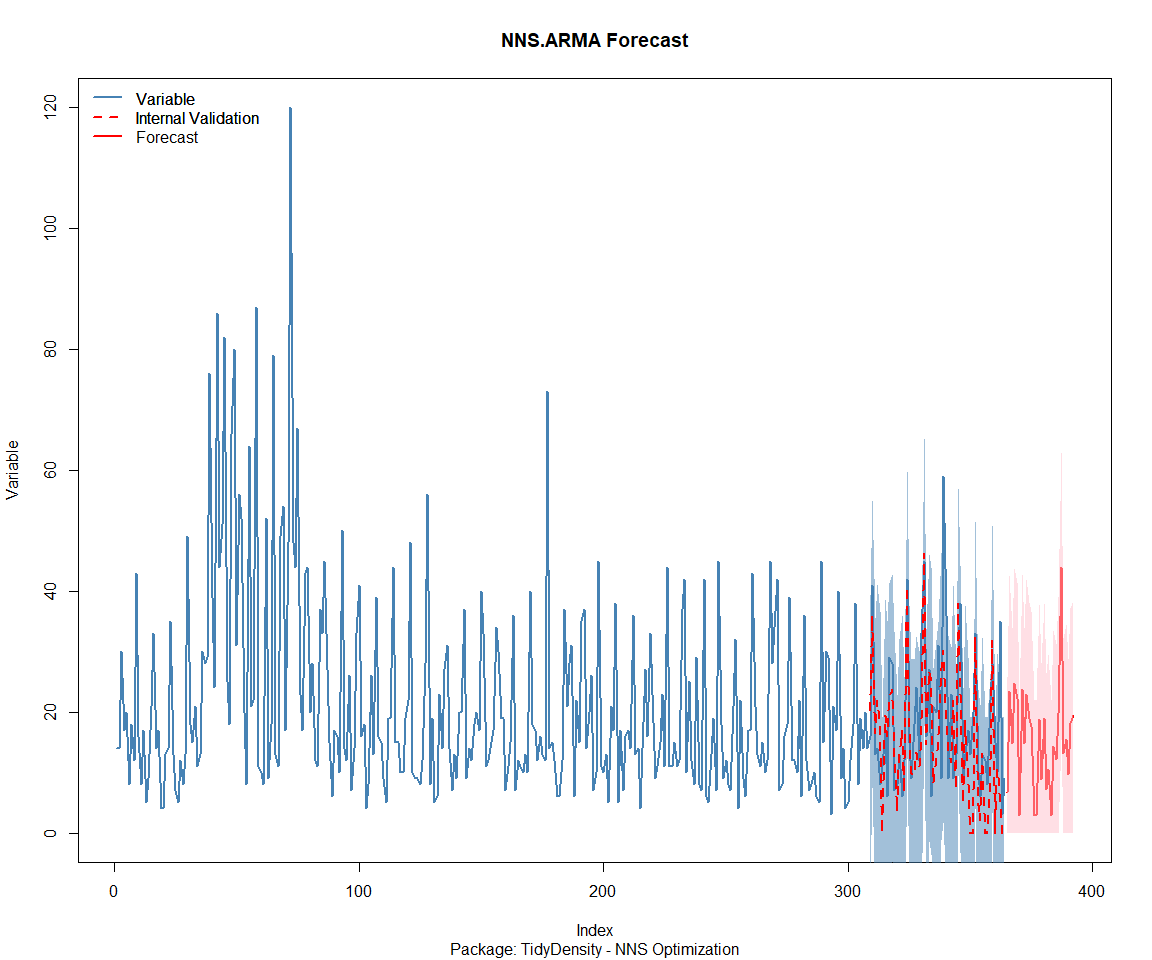 NNS.ARMA Forecast
Variable
Internal Validation
Forecast
120
100
80
60
40
20
0
Variable
0 100 200 300 400
Index
Package: TidyDensity - NNS Optimization